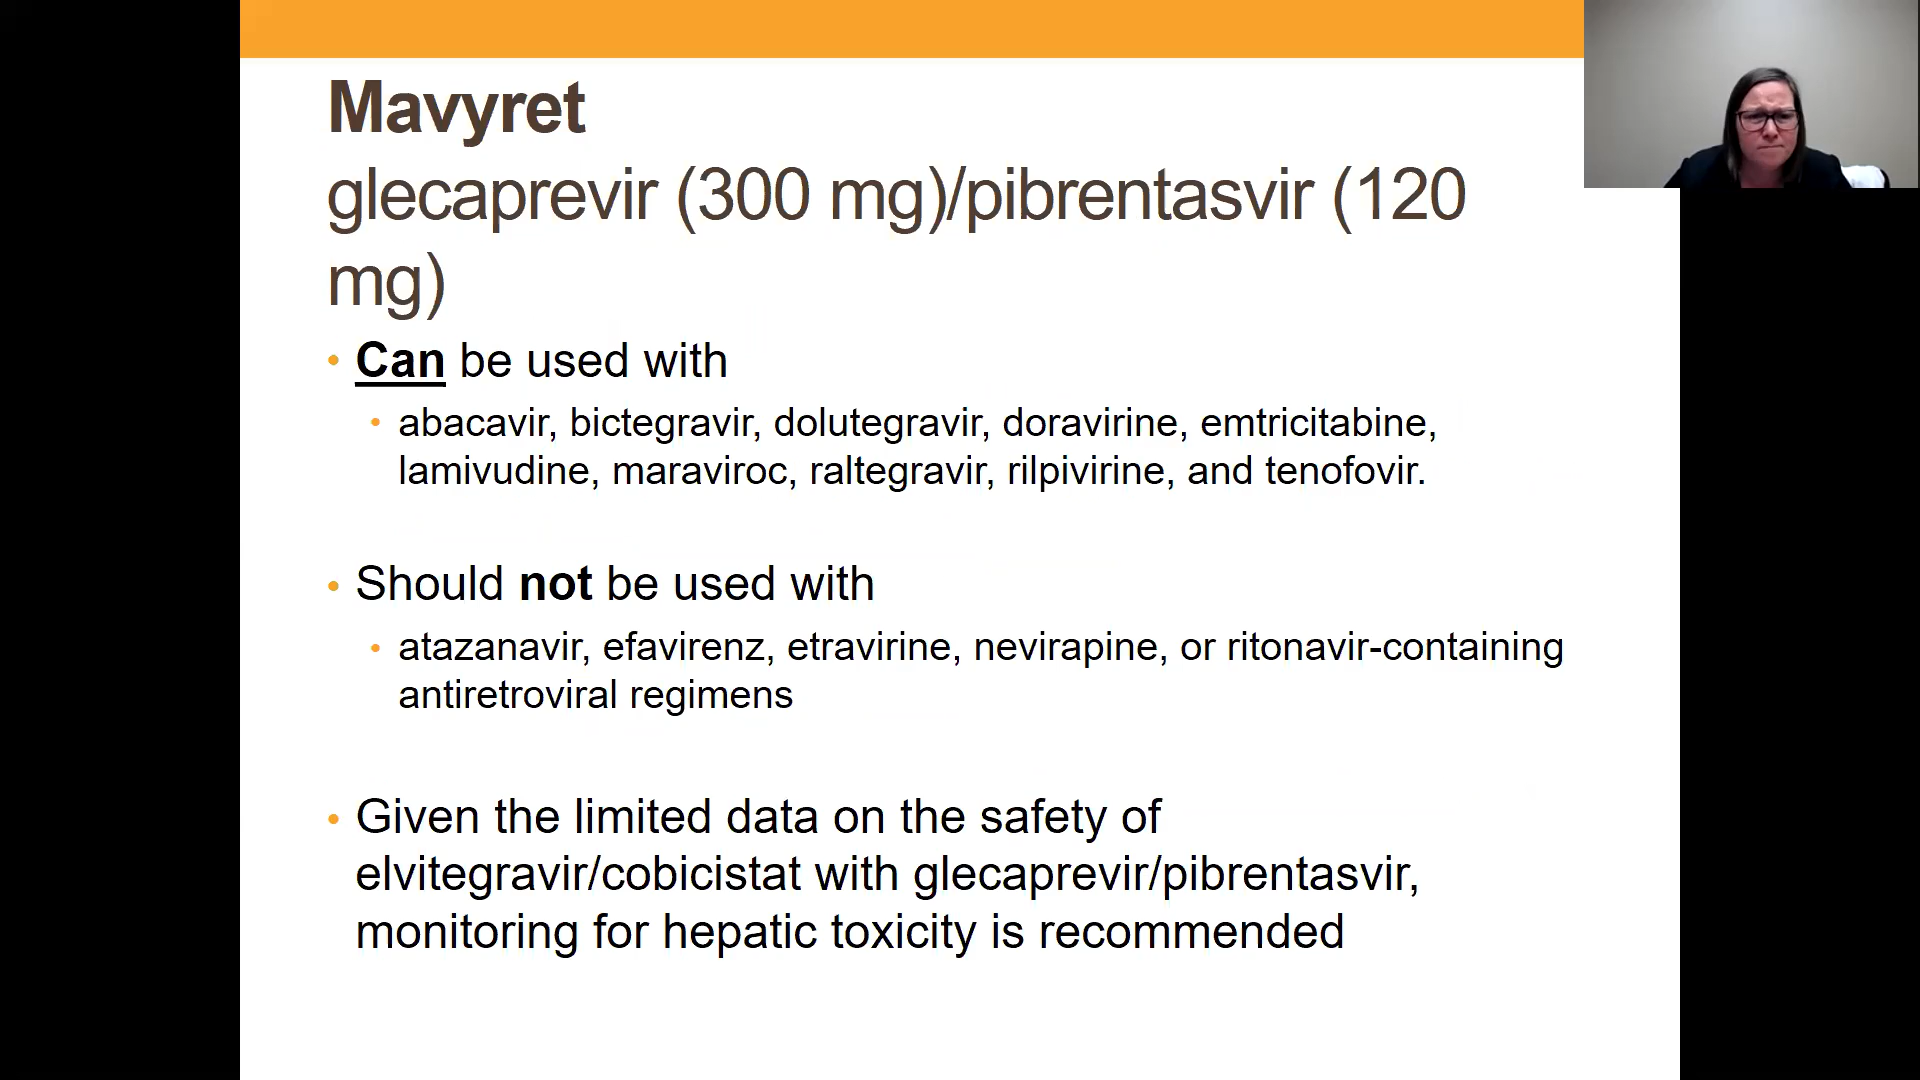 Mavyret
glecaprevir (300 mg)/pibrentasvir (120
mg)
• Can be used with
• abacavir, bictegravir, dolutegravir, doravirine, emtricitabine,
lamivudine, maraviroc, raltegravir, rilpivirine, and tenofovir.
• Should not be used with
• atazanavir, efavirenz, etravirine, nevirapine, or ritonavir-containing
antiretroviral regimens
• Given the limited data on the safety of
elvitegravir/cobicistat with glecaprevir/pibrentasvir,
monitoring for hepatic toxicity is recommended